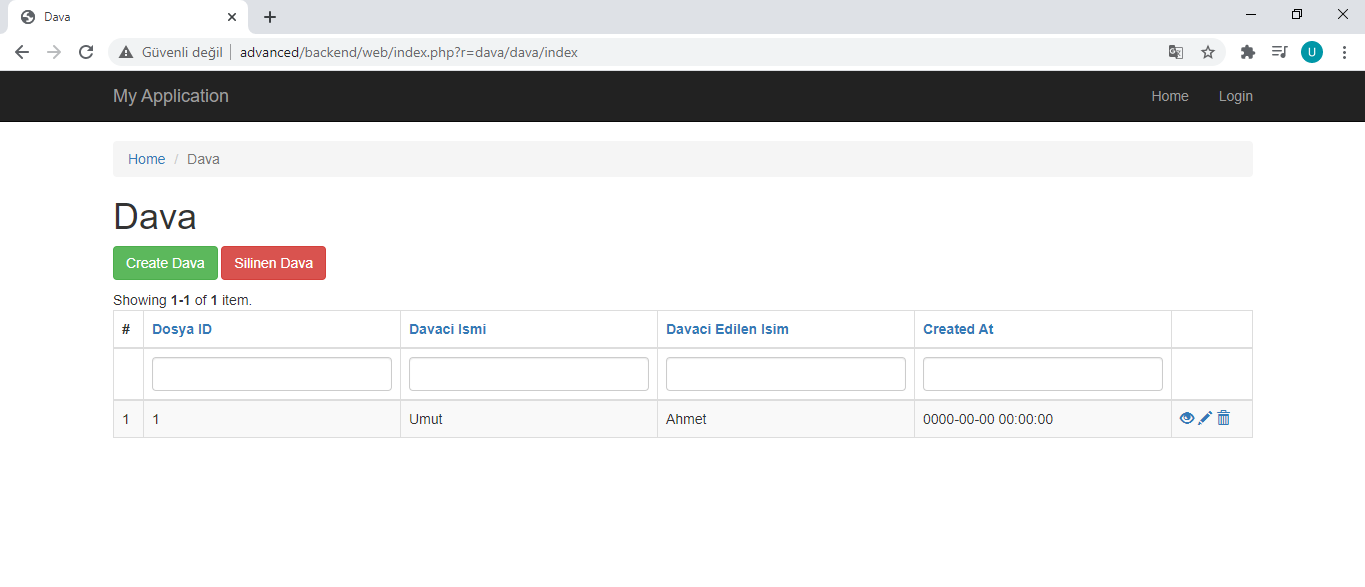 Dava
Güvenli değil advanced/backend/web/index.php?r=dava/dava/index U
My Application Home Login
Home / Dava
Dava
Create Dava Silinen Dava
Showing 1-1 of 1 item.
# Dosya ID Davaci Ismi Davaci Edilen Isim Created At
1 1 Umut Ahmet 0000-00-00 00:00:00